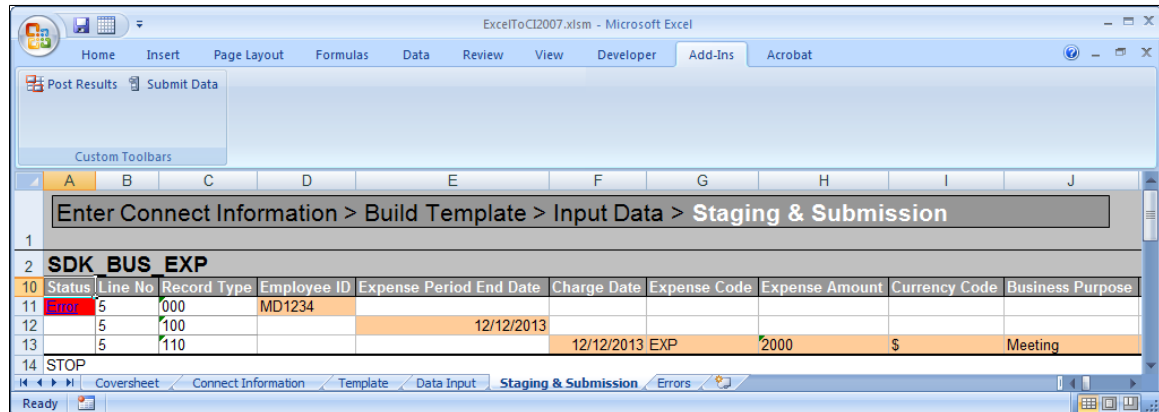 ExcelToCI2007.xlsm - Microsoft Excel
Home Insert Page Layout Formulas Data Review View Developer Add-Ins Acrobat
Post Results Submit Data
Custom Toolbars
A B C D E F G H I J
Enter Connect Information > Build Template > Input Data > Staging & Submission
1
2 SDK_BUS_EXP
10 Status Line No Record Type Employee ID Expense Period End Date Charge Date Expense Code Expense Amount Currency Code Business Purpose
11 Error 5 000 MD1234
12 5 100 12/12/2013
13 5 110 12/12/2013 EXP 2000 $ Meeting
14 STOP
Coversheet Connect Information Template Data Input Staging & Submission Errors
Ready